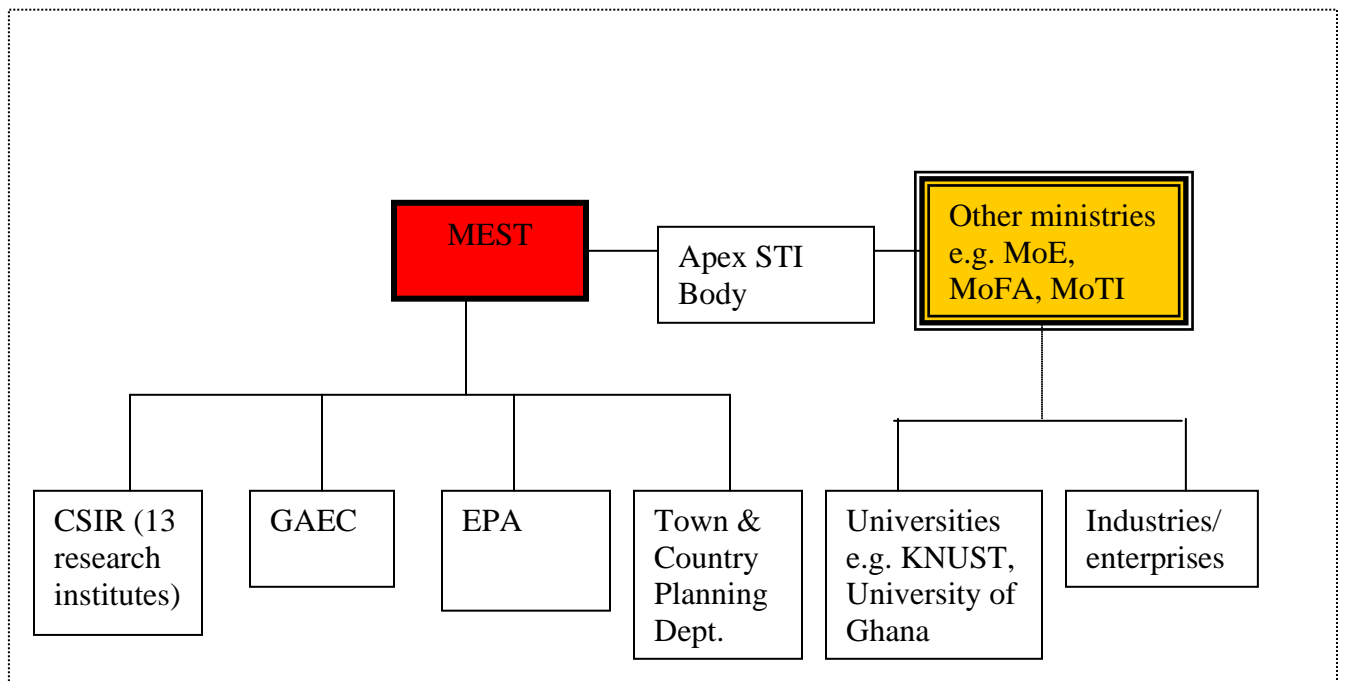 MEST
Apex STI
Body
Other ministries
e.g. MoE,
MoFA, MoTI
CSIR (13
research
institutes)
GAEC
EPA
Town &
Country
Planning
Dept.
Universities
e.g. KNUST,
University of
Ghana
Industries/
enterprises